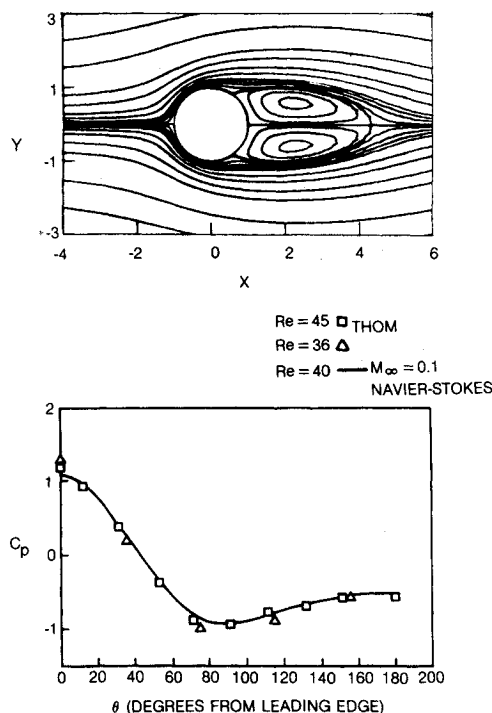 3
1
Y
-1
-3
-4 -2 0 2 4 6
X
Re = 45 □ THOM
Re = 36 △
Re = 40 — M∞ = 0.1
NAVIER-STOKES
2
1
Cp
0
-1
0 20 40 60 80 100 120 140 160 180 200
θ (DEGREES FROM LEADING EDGE)